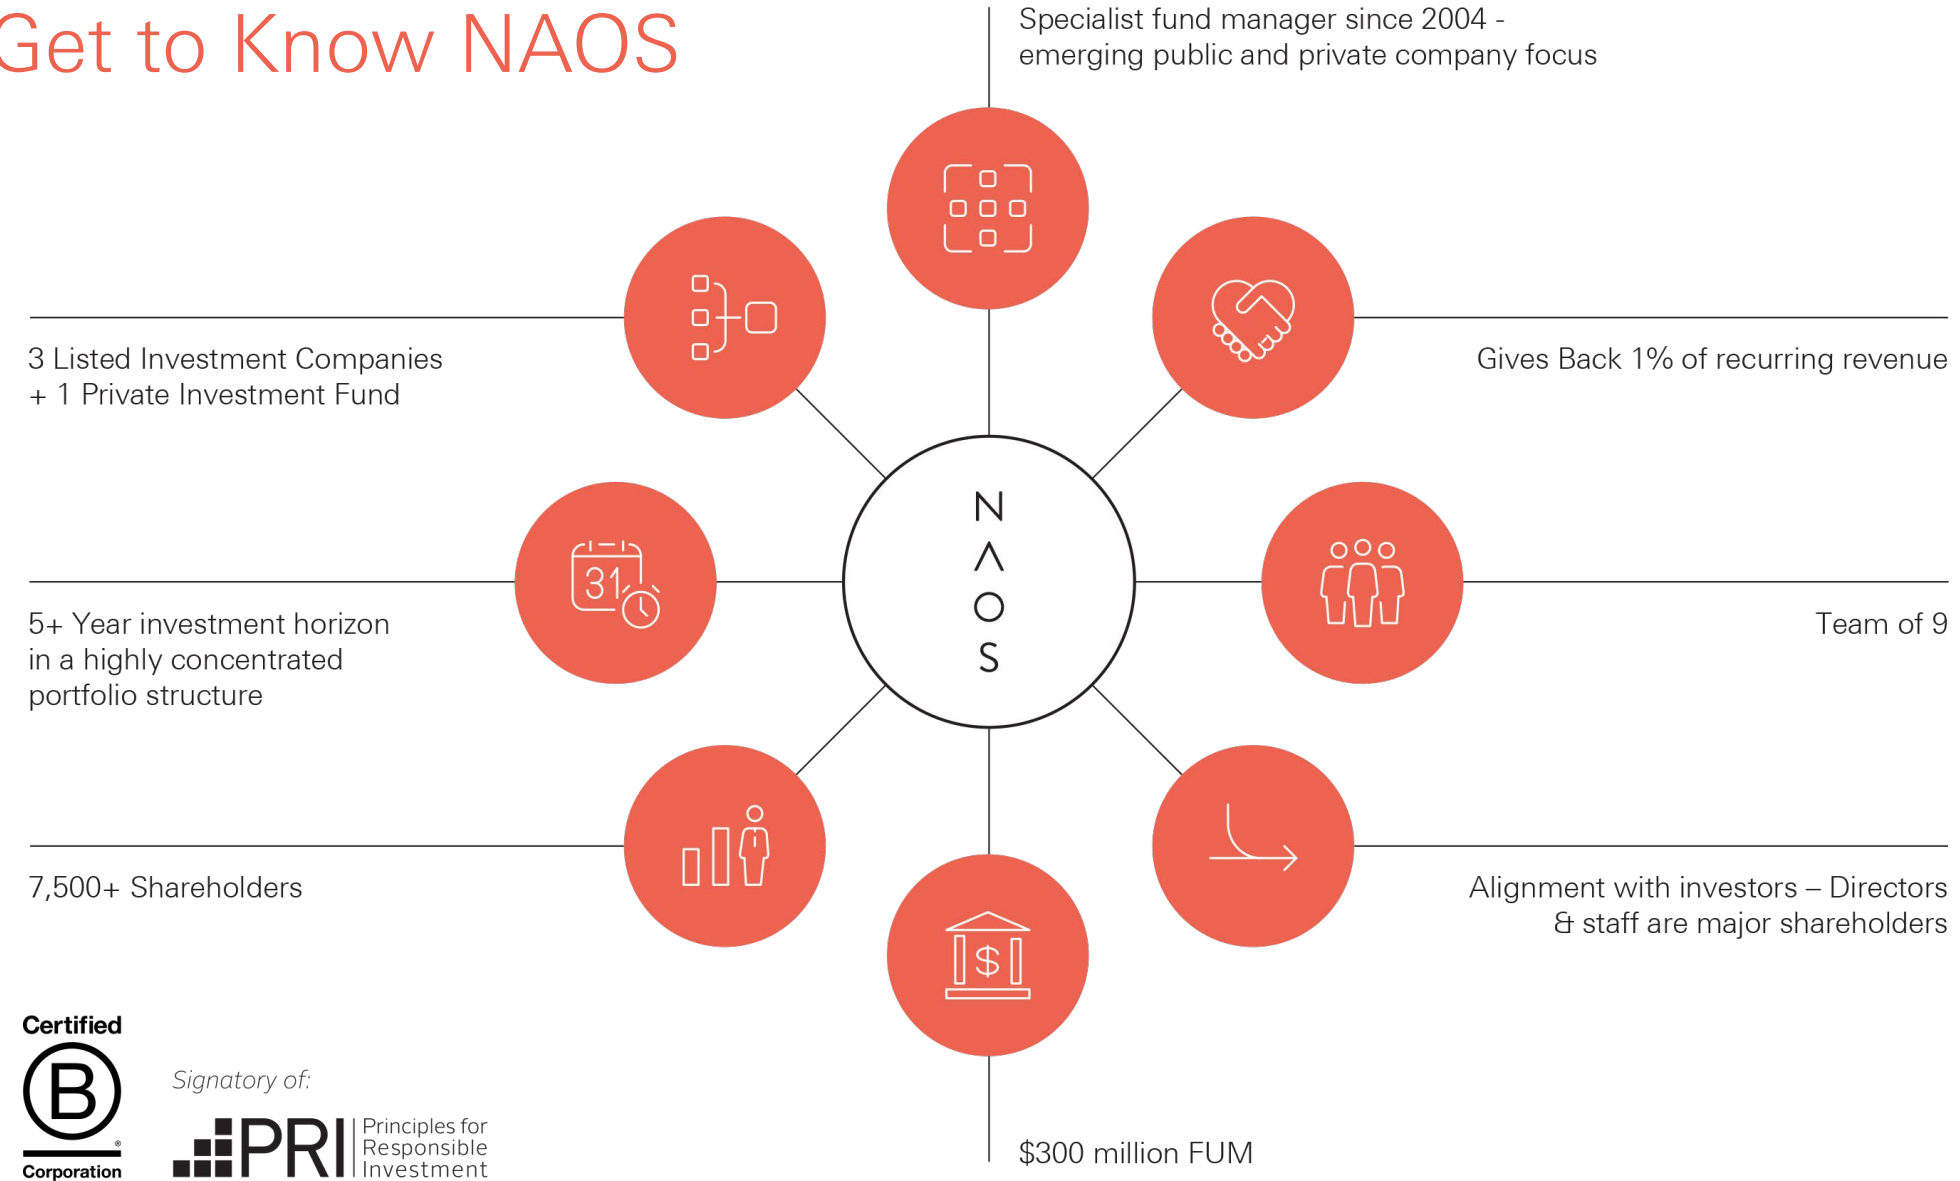 Get to Know NAOS
Specialist fund manager since 2004 -
emerging public and private company focus
3 Listed Investment Companies
+ 1 Private Investment Fund
Gives Back 1% of recurring revenue
N
Λ
O
S
31
5+ Year investment horizon
in a highly concentrated
portfolio structure
Team of 9
7,500+ Shareholders
Alignment with investors – Directors
& staff are major shareholders
$
$300 million FUM
Certified
B
®
Corporation
Signatory of:
PRI
Principles for
Responsible
Investment